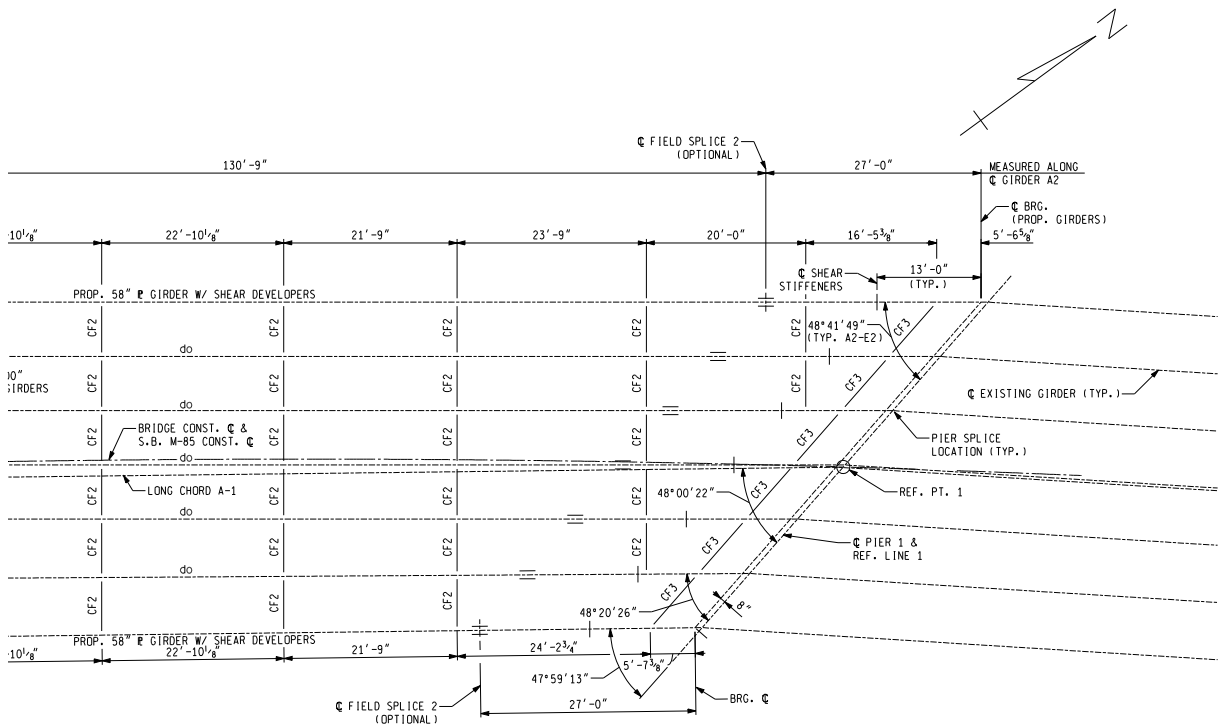 N
℄ FIELD SPLICE 2
(OPTIONAL)
130'-9"
27'-0"
MEASURED ALONG
℄ GIRDER A2
℄ BRG.
(PROP. GIRDERS)
-10⅛"
22'-10⅛"
21'-9"
23'-9"
20'-0"
16'-5⅜"
5'-6⅝"
℄ SHEAR
STIFFENERS
13'-0"
(TYP.)
PROP. 58" ⅊ GIRDER W/ SHEAR DEVELOPERS
CF2
CF2
CF2
CF2
CF2
CF3
48°41'49"
(TYP. A2-E2)
do
CF2
CF2
CF2
CF2
CF2
CF3
00"
GIRDERS
℄ EXISTING GIRDER (TYP.)
do
CF2
CF2
CF2
CF2
CF3
BRIDGE CONST. ℄ &
S.B. M-85 CONST. ℄
PIER SPLICE
LOCATION (TYP.)
do
LONG CHORD A-1
CF2
CF2
CF2
CF2
CF3
48°00'22"
REF. PT. 1
do
CF2
CF2
CF2
CF2
CF3
℄ PIER 1 &
REF. LINE 1
do
CF2
CF2
CF2
CF3
48°20'26"
8"
PROP. 58" ⅊ GIRDER W/ SHEAR DEVELOPERS
-10⅛"
22'-10⅛"
21'-9"
24'-2¾"
5'-7⅜"
47°59'13"
27'-0"
BRG. ℄
℄ FIELD SPLICE 2
(OPTIONAL)